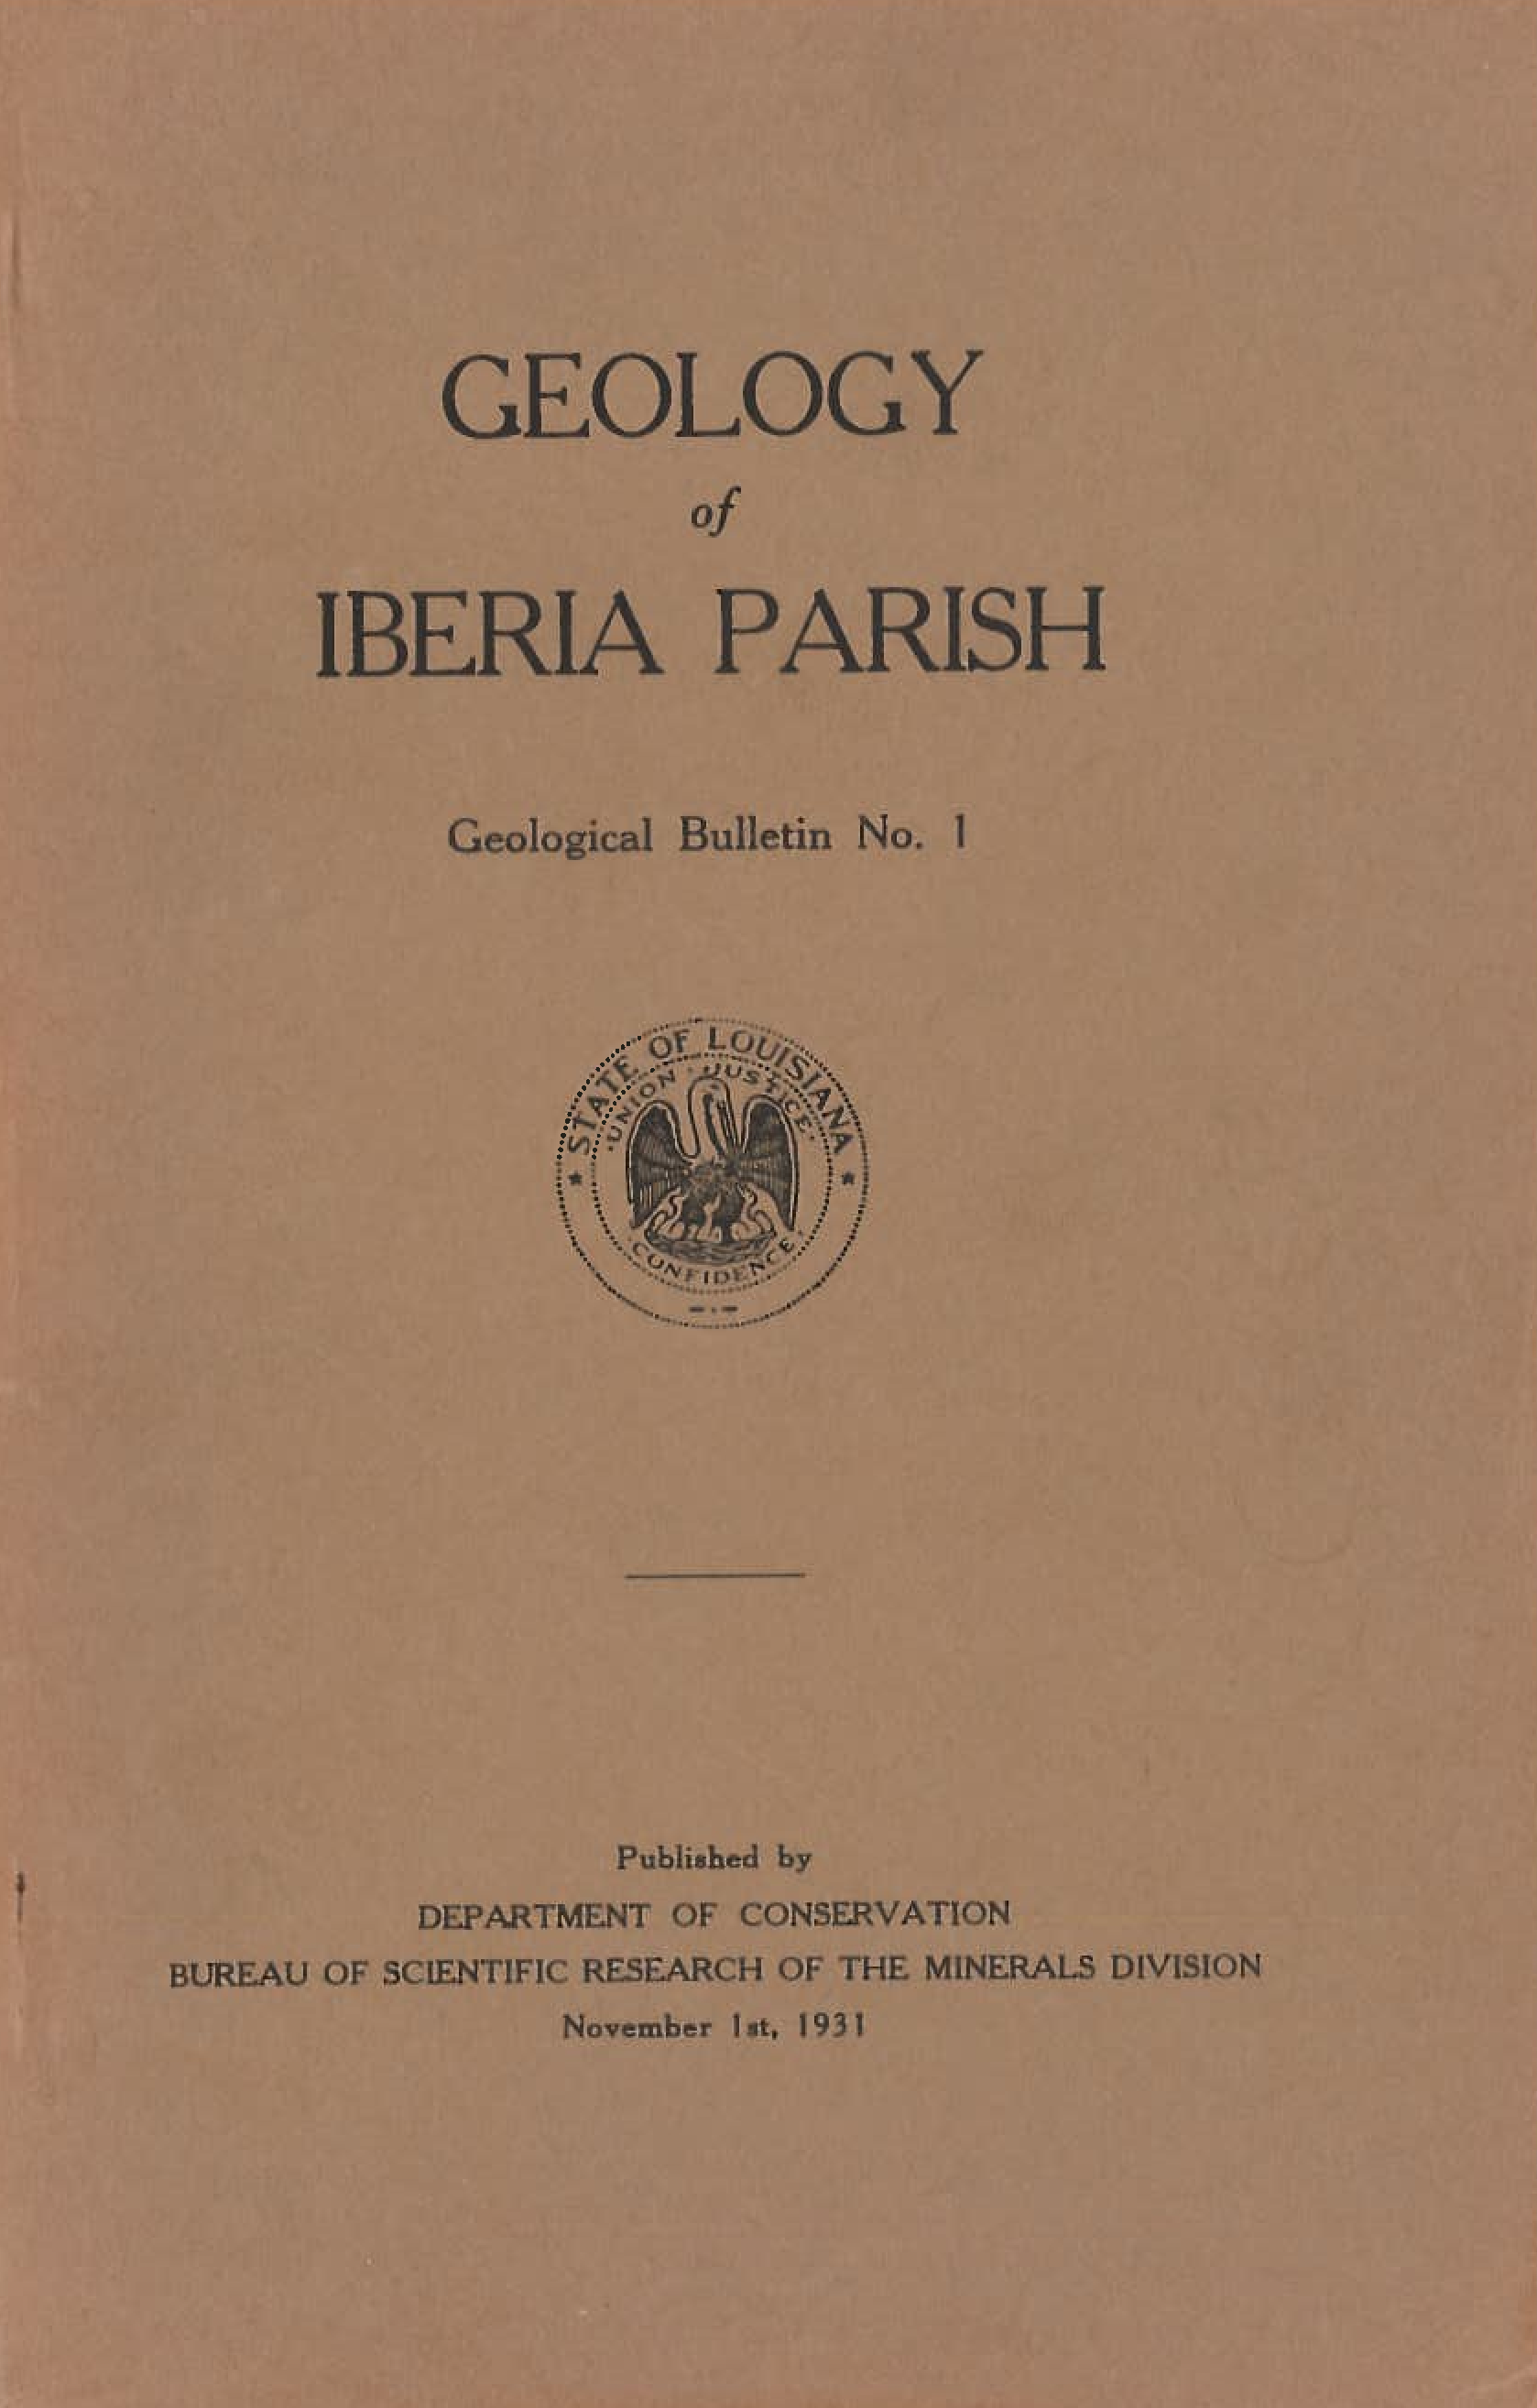 GEOLOGY
of
IBERIA PARISH
Geological Bulletin No. 1
★ STATE OF LOUISIANA ★
·UNION · JUSTICE·
·CONFIDENCE·
Published by
DEPARTMENT OF CONSERVATION
BUREAU OF SCIENTIFIC RESEARCH OF THE MINERALS DIVISION
November 1st, 1931